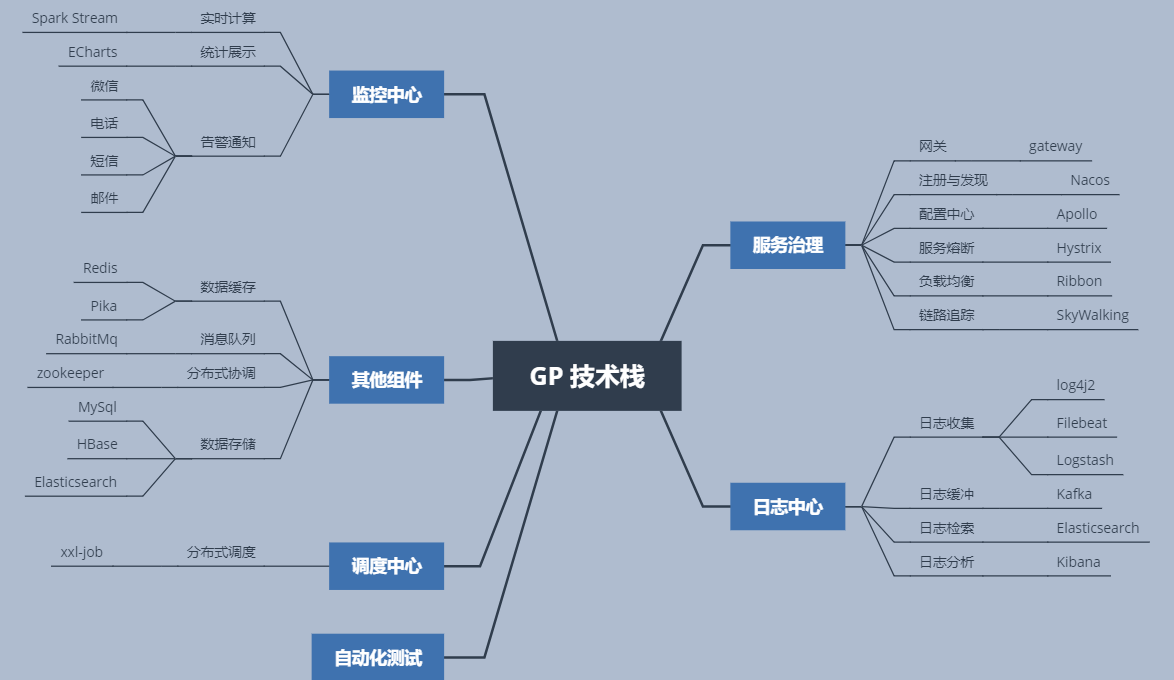 GP 技术栈
服务治理
网关 gateway
注册与发现 Nacos
配置中心 Apollo
服务熔断 Hystrix
负载均衡 Ribbon
链路追踪 SkyWalking
日志中心
日志收集
log4j2
Filebeat
Logstash
日志缓冲 Kafka
日志检索 Elasticsearch
日志分析 Kibana
监控中心
Spark Stream 实时计算
ECharts 统计展示
告警通知
微信
电话
短信
邮件
其他组件
数据缓存
Redis
Pika
RabbitMq 消息队列
zookeeper 分布式协调
数据存储
MySql
HBase
Elasticsearch
调度中心
xxl-job 分布式调度
自动化测试